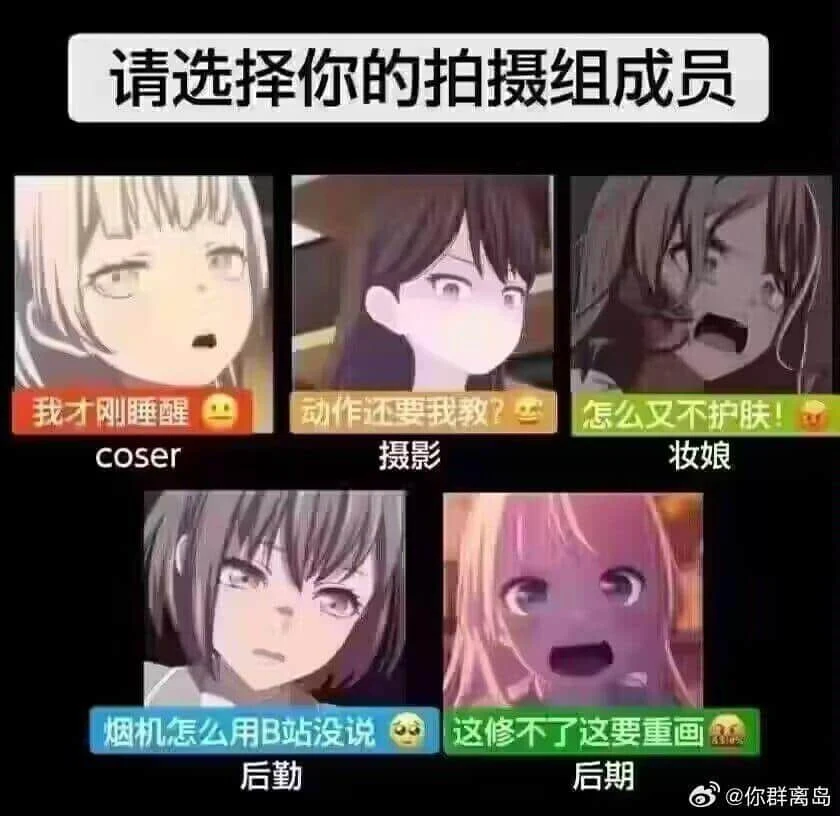 请选择你的拍摄组成员
我才刚睡醒😐
动作还要我教?😅
怎么又不护肤!😡
coser
摄影
妆娘
烟机怎么用B站没说🥺
这修不了这要重画🤬
后勤
后期
@你群离岛